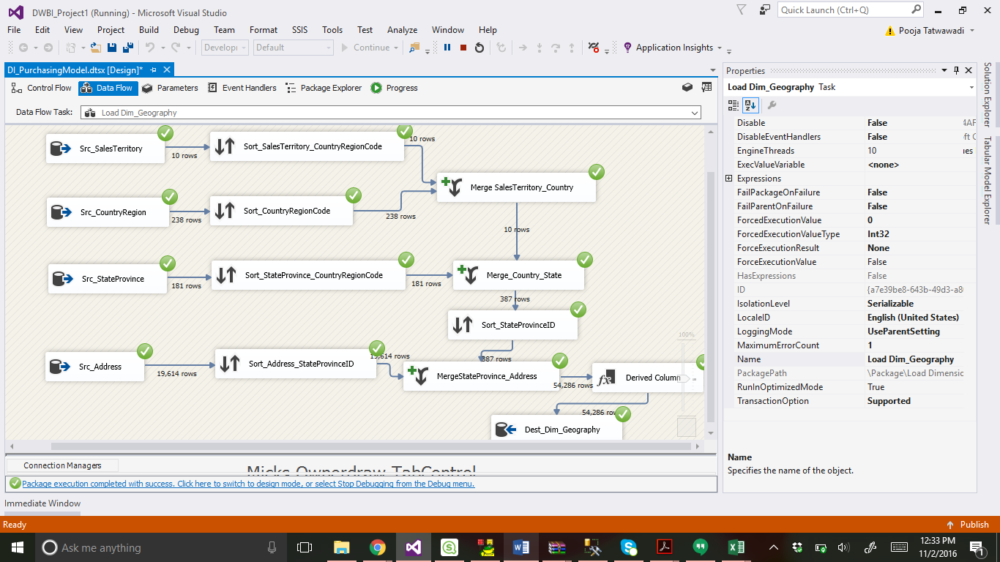 DWBI_Project1 (Running) - Microsoft Visual Studio
Quick Launch (Ctrl+Q)
File Edit View Project Build Debug Team Format SSIS Tools Test Analyze Window Help
Pooja Tatwawadi
Developi Default Continue Application Insights
DI_PurchasingModel.dtsx [Design]*
Control Flow Data Flow Parameters Event Handlers Package Explorer Progress
Data Flow Task: Load Dim_Geography
Src_SalesTerritory
10 rows
Sort_SalesTerritory_CountryRegionCode
10 rows
Merge SalesTerritory_Country
Src_CountryRegion
238 rows
Sort_CountryRegionCode
238 rows
10 rows
Src_StateProvince
181 rows
Sort_StateProvince_CountryRegionCode
181 rows
Merge_Country_State
387 rows
Sort_StateProvinceID
387 rows
Src_Address
19,614 rows
Sort_Address_StateProvinceID
19,614 rows
MergeStateProvince_Address
54,286 rows
Derived Column
54,286 rows
Dest_Dim_Geography
100%
Connection Managers
Micks Ownerdraw TabControl
Package execution completed with success. Click here to switch to design mode, or select Stop Debugging from the Debug menu.
Immediate Window
Ready
Publish
Properties
Load Dim_Geography Task
Disable False
DisableEventHandlers False
EngineThreads 10
ExecValueVariable <none>
Expressions
FailPackageOnFailure False
FailParentOnFailure False
ForcedExecutionValue 0
ForcedExecutionValueType Int32
ForceExecutionResult None
ForceExecutionValue False
HasExpressions False
ID {a7e39be8-643b-49d3-a8
IsolationLevel Serializable
LocaleID English (United States)
LoggingMode UseParentSetting
MaximumErrorCount 1
Name Load Dim_Geography
PackagePath \Package\Load Dimensio
RunInOptimizedMode True
TransactionOption Supported
Name
Specifies the name of the object.
Solution Explorer
Tabular Model Explorer
Ask me anything
12:33 PM
11/2/2016